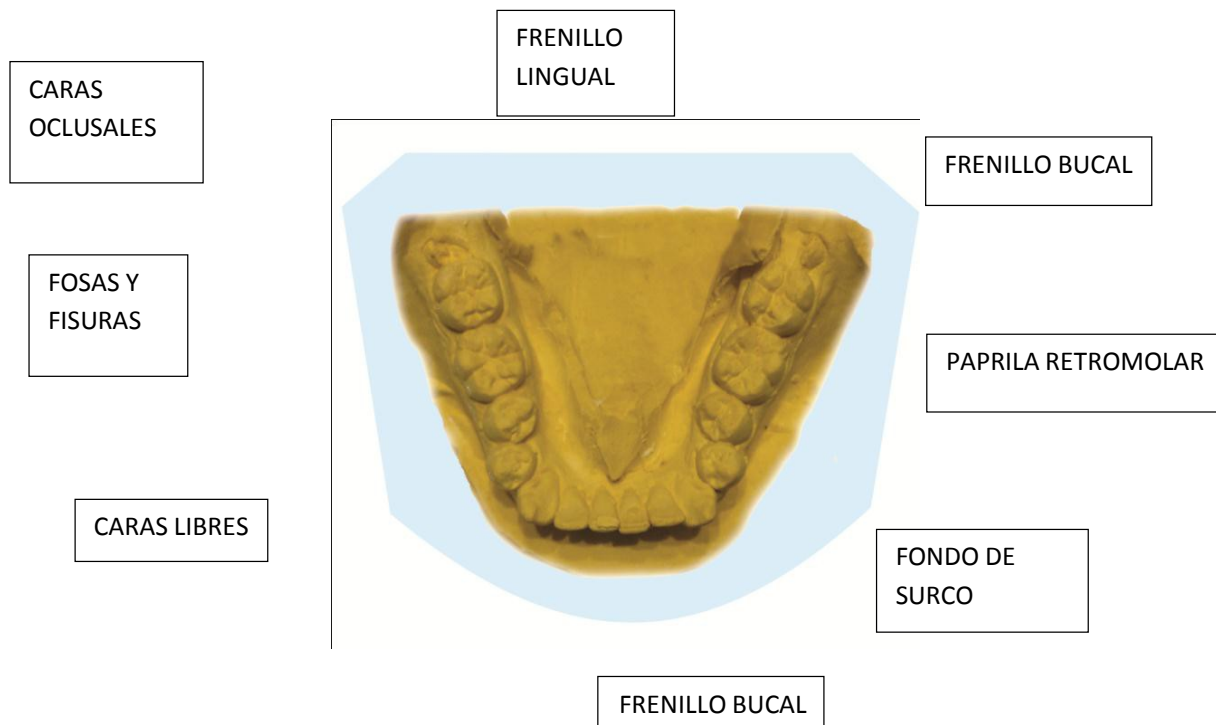 FRENILLO
LINGUAL
CARAS
OCLUSALES
FRENILLO BUCAL
FOSAS Y
FISURAS
PAPRILA RETROMOLAR
CARAS LIBRES
FONDO DE
SURCO
FRENILLO BUCAL